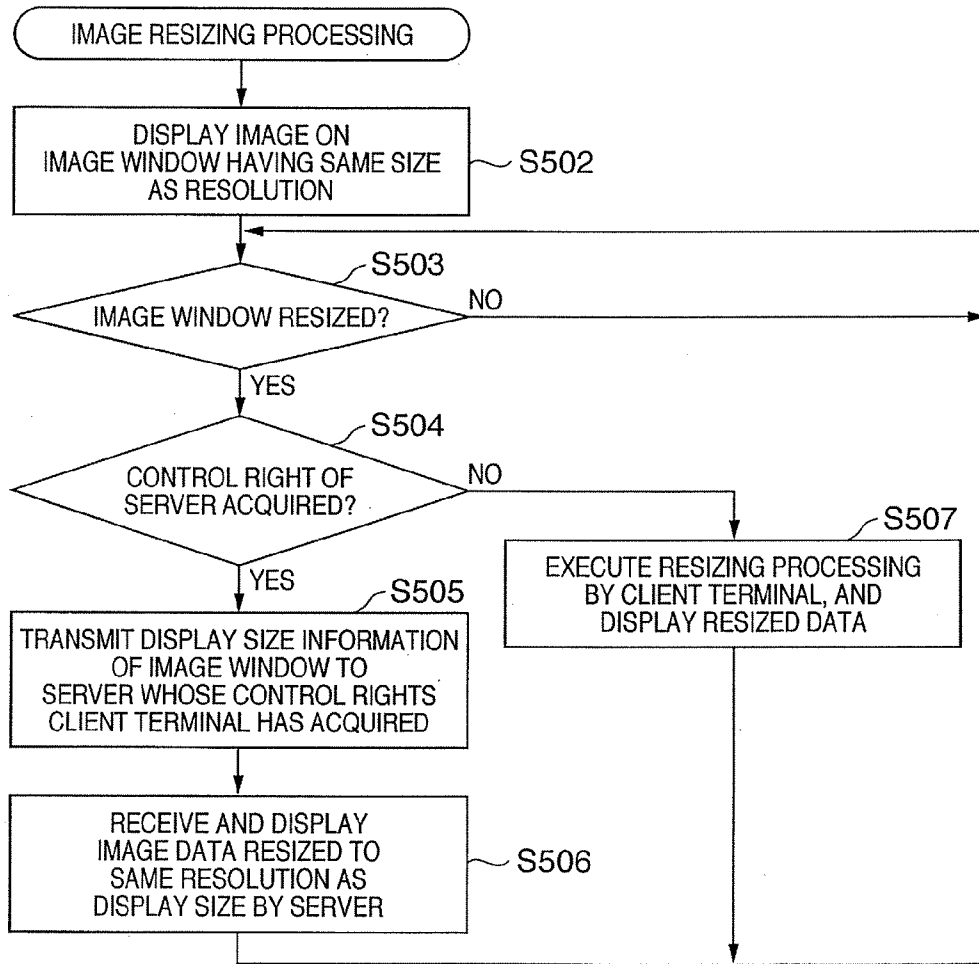 IMAGE RESIZING PROCESSING
DISPLAY IMAGE ON
IMAGE WINDOW HAVING SAME SIZE
AS RESOLUTION
S502
S503
IMAGE WINDOW RESIZED?
NO
YES
S504
CONTROL RIGHT OF
SERVER ACQUIRED?
NO
YES
S507
EXECUTE RESIZING PROCESSING
BY CLIENT TERMINAL, AND
DISPLAY RESIZED DATA
S505
TRANSMIT DISPLAY SIZE INFORMATION
OF IMAGE WINDOW TO
SERVER WHOSE CONTROL RIGHTS
CLIENT TERMINAL HAS ACQUIRED
RECEIVE AND DISPLAY
IMAGE DATA RESIZED TO
SAME RESOLUTION AS
DISPLAY SIZE BY SERVER
S506